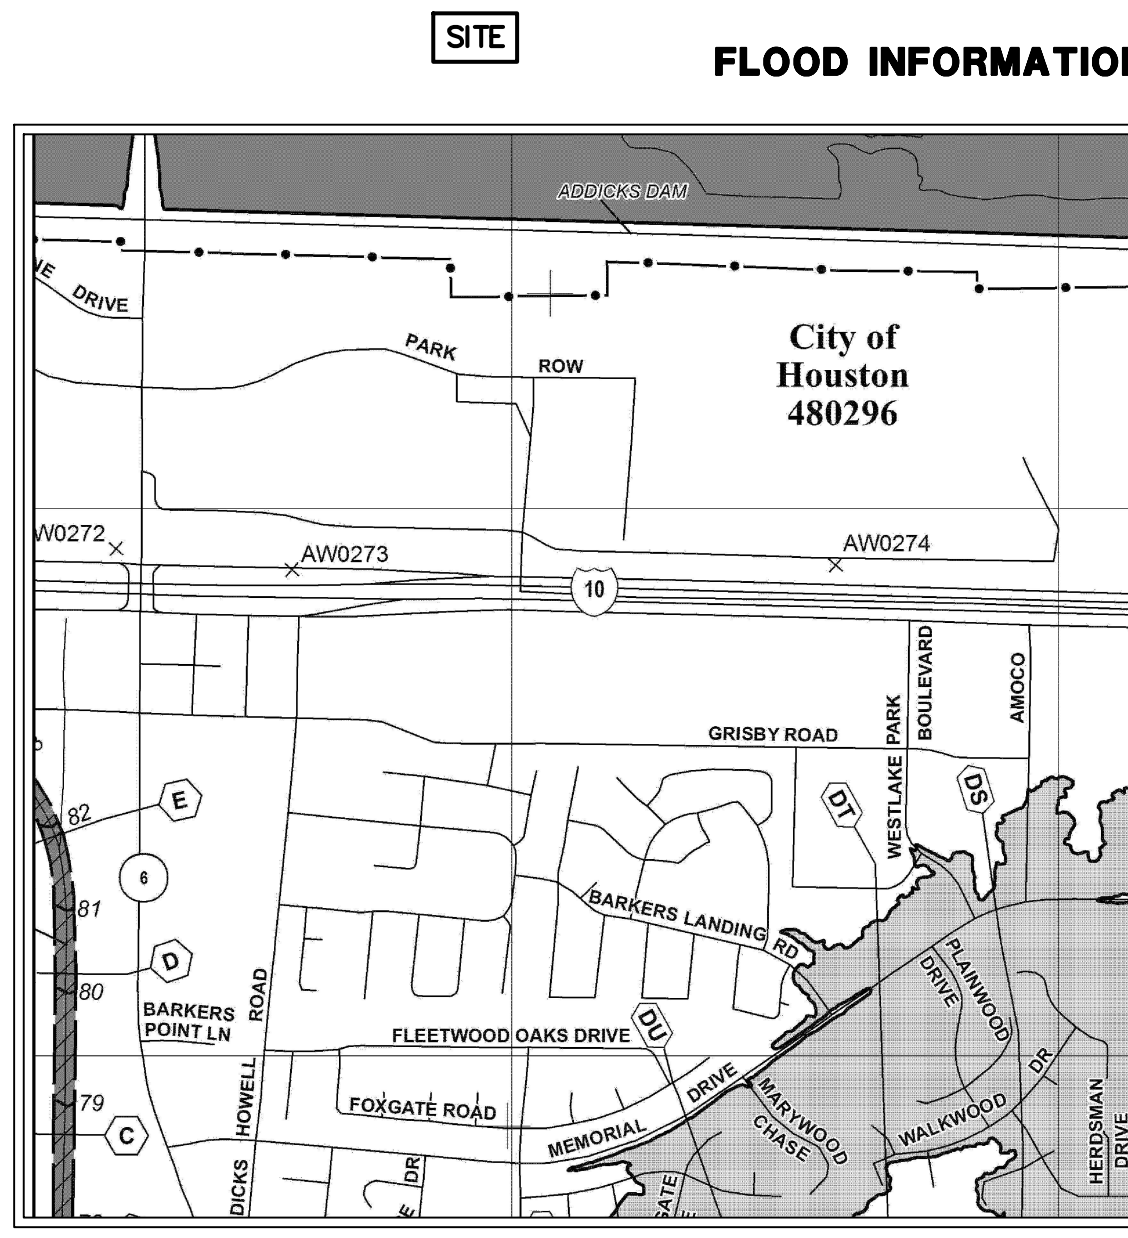 SITE
FLOOD INFORMATION
ADDICKS DAM
DRIVE
PARK
ROW
City of
Houston
480296
W0272
AW0273
AW0274
10
BOULEVARD
WESTLAKE PARK
AMOCO
GRISBY ROAD
DT
DS
E
82
6
81
BARKERS LANDING
RD
D
80
PLAINWOOD
DRIVE
BARKERS
POINT LN
ROAD
HOWELL
DICKS
DU
FLEETWOOD OAKS DRIVE
DRIVE
MEMORIAL
DR
WALKWOOD
MARYWOOD
CHASE
HERDSMAN
DRIVE
79
C
FOXGATE ROAD
DR
GATE